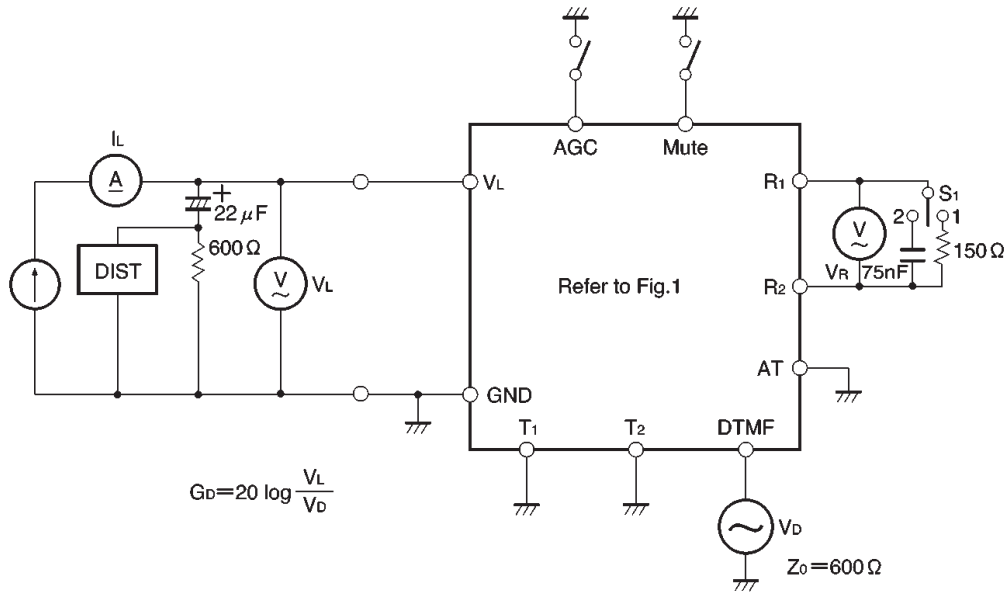 AGC
Mute
IL
A
VL
R1
S1
22 μF
2
1
600 Ω
DIST
V
VL
V
150 Ω
VR
75nF
Refer to Fig.1
R2
AT
GND
T1
T2
DTMF
GD=20 log VL/VD
VD
Z0=600 Ω